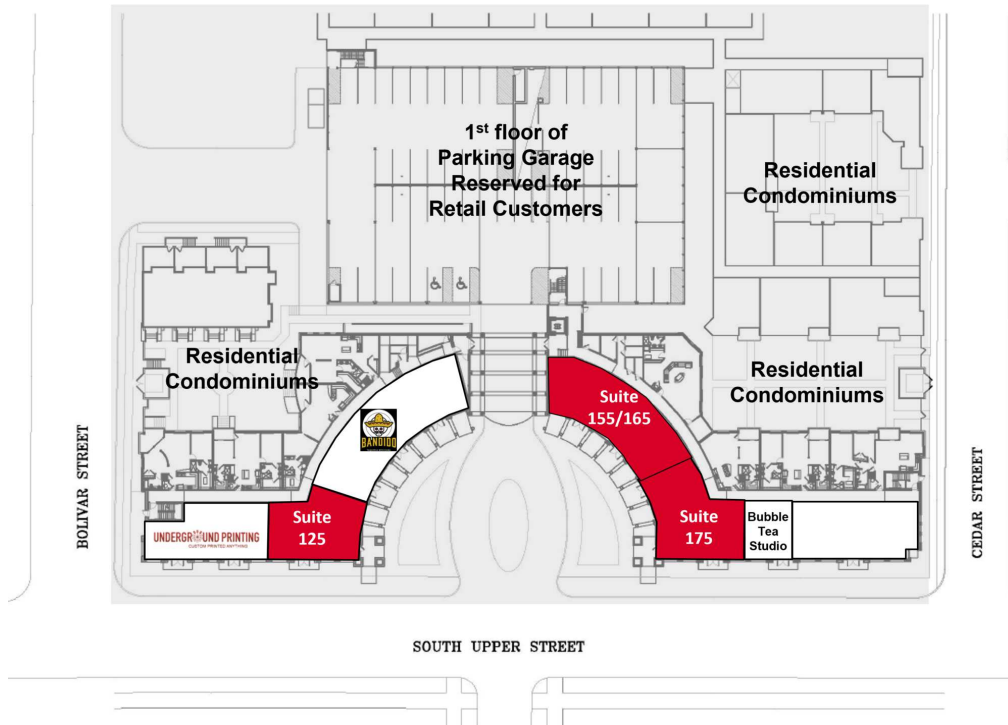 1st floor of
Parking Garage
Reserved for
Retail Customers
Residential
Condominiums
Residential
Condominiums
Residential
Condominiums
Suite
155/165
BANDIDO
Suite
125
Suite
175
Bubble
Tea
Studio
UNDERGROUND PRINTING
CUSTOM PRINTED ANYTHING
BOLIVAR STREET
CEDAR STREET
SOUTH UPPER STREET